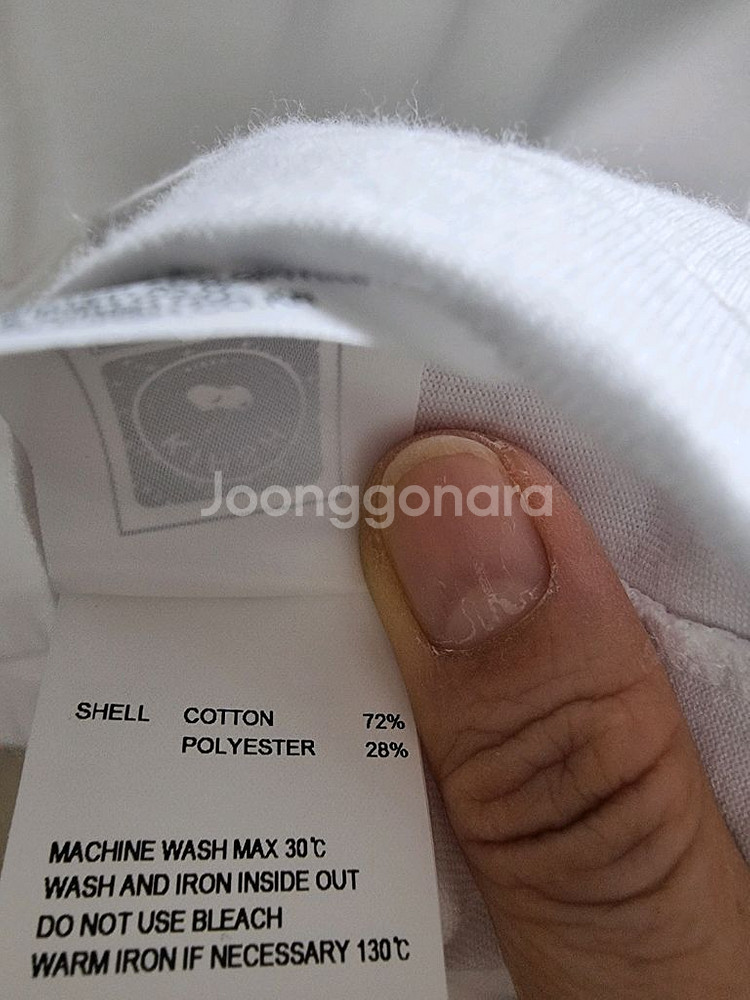 Joonggonara
SHELL COTTON 72%
POLYESTER 28%
MACHINE WASH MAX 30℃
WASH AND IRON INSIDE OUT
DO NOT USE BLEACH
WARM IRON IF NECESSARY 130℃